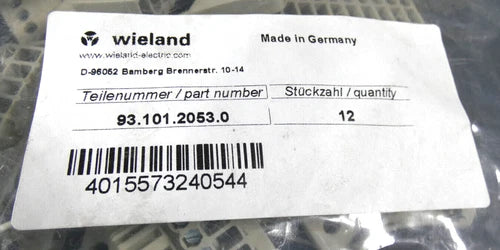 wieland
Made in Germany
www.wieland-electric.com
D-96052 Bamberg Brennerstr. 10-14
Teilenummer / part number
Stückzahl / quantity
93.101.2053.0
12
4015573240544